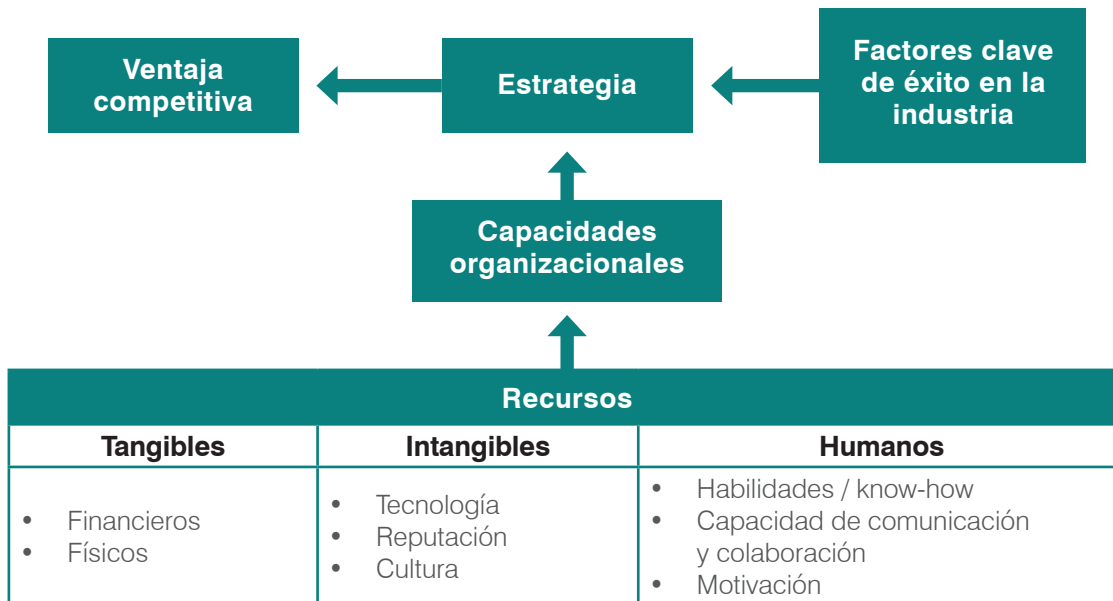 Ventaja
competitiva
Estrategia
Factores clave
de éxito en la
industria
Capacidades
organizacionales
Recursos
Tangibles
Intangibles
Humanos
• Financieros
• Físicos
• Tecnología
• Reputación
• Cultura
• Habilidades / know-how
• Capacidad de comunicación
y colaboración
• Motivación